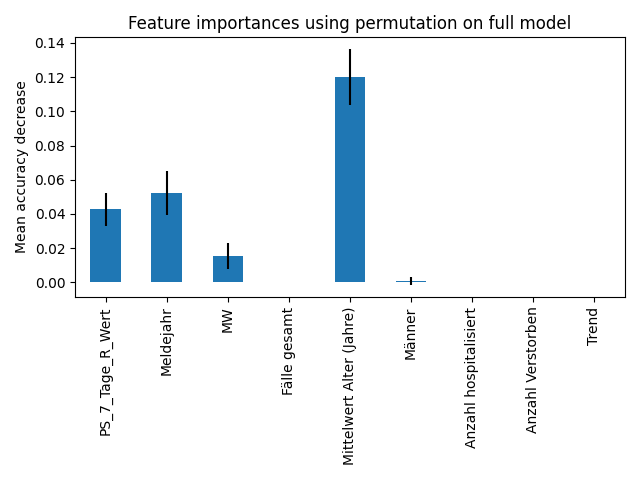 Feature importances using permutation on full model
Mean accuracy decrease
0.14
0.12
0.10
0.08
0.06
0.04
0.02
0.00
PS_7_Tage_R_Wert
Meldejahr
MW
Fälle gesamt
Mittelwert Alter (Jahre)
Männer
Anzahl hospitalisiert
Anzahl Verstorben
Trend